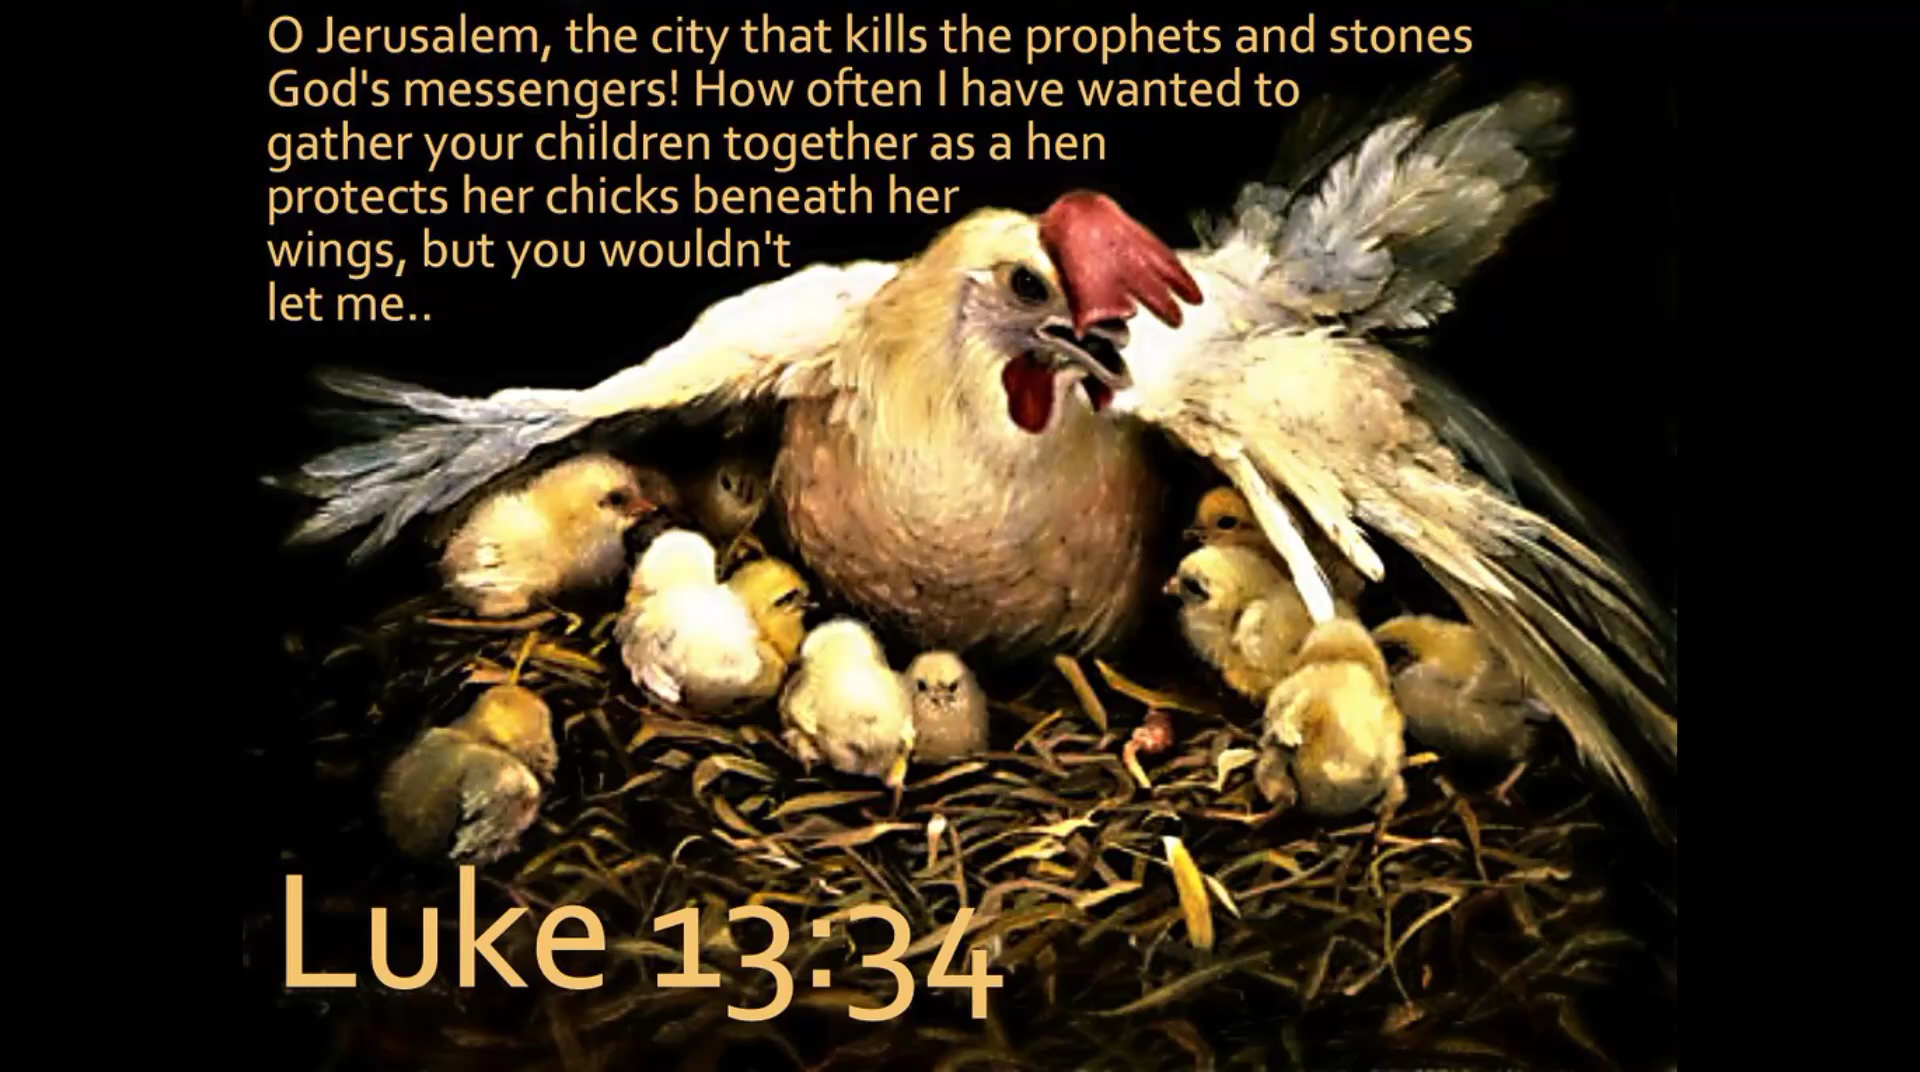 O Jerusalem, the city that kills the prophets and stones
God's messengers! How often I have wanted to
gather your children together as a hen
protects her chicks beneath her
wings, but you wouldn't
let me..
Luke 13:34